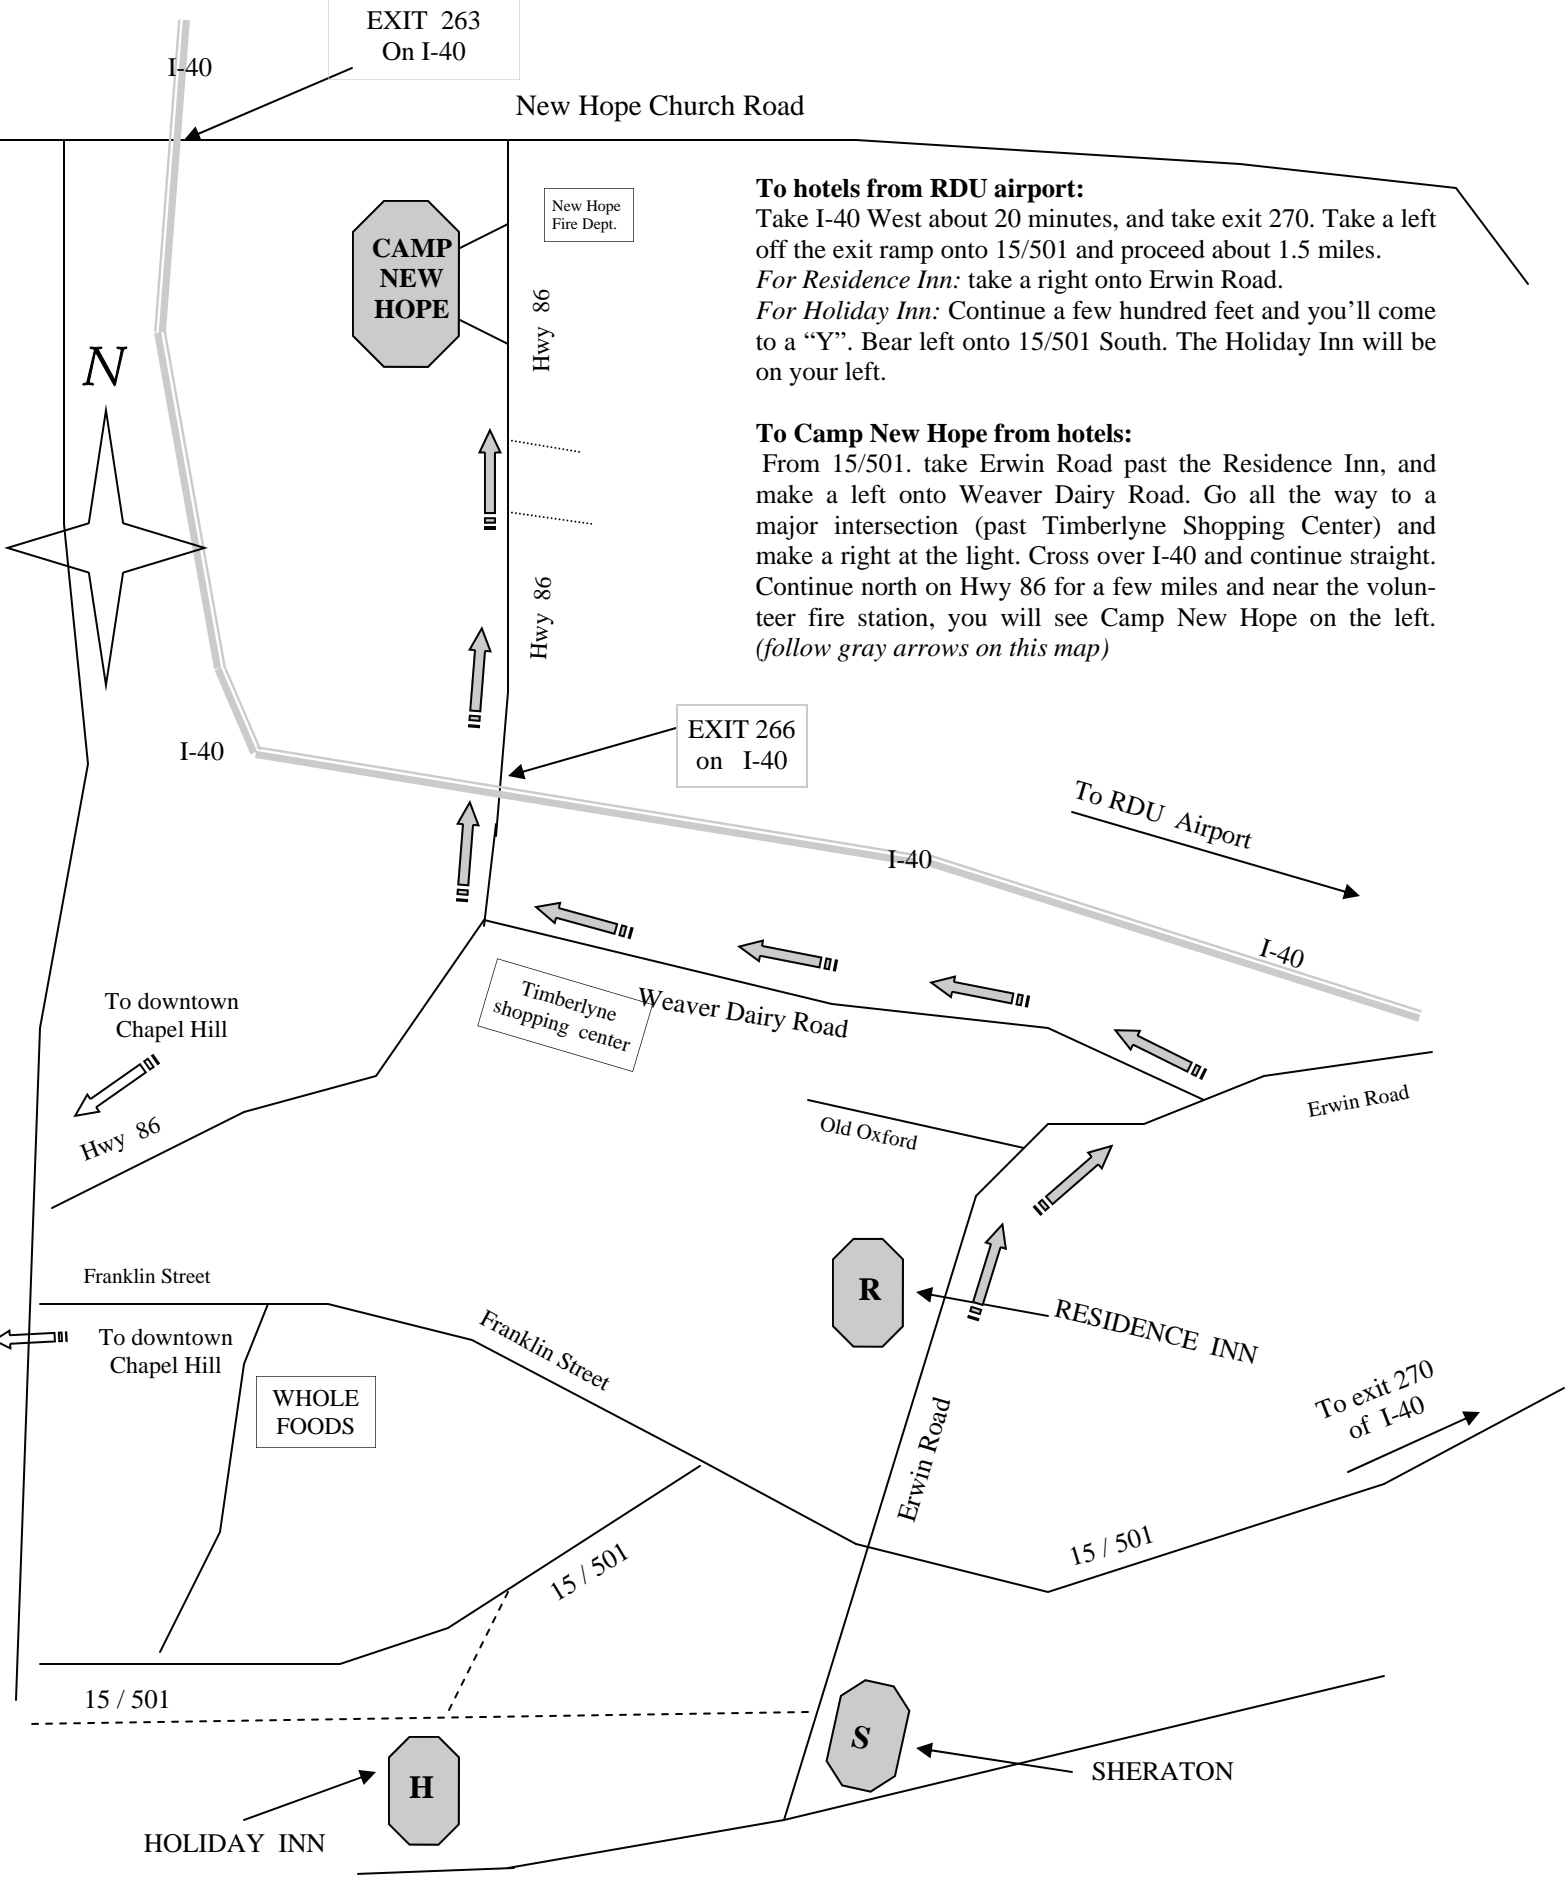 EXIT 263
On I-40
I-40
New Hope Church Road
To hotels from RDU airport:
Take I-40 West about 20 minutes, and take exit 270. Take a left
off the exit ramp onto 15/501 and proceed about 1.5 miles.
For Residence Inn: take a right onto Erwin Road.
For Holiday Inn: Continue a few hundred feet and you’ll come
to a “Y”. Bear left onto 15/501 South. The Holiday Inn will be
on your left.
New Hope
Fire Dept.
CAMP
NEW
HOPE
Hwy 86
N
To Camp New Hope from hotels:
From 15/501. take Erwin Road past the Residence Inn, and
make a left onto Weaver Dairy Road. Go all the way to a
major intersection (past Timberlyne Shopping Center) and
make a right at the light. Cross over I-40 and continue straight.
Continue north on Hwy 86 for a few miles and near the volun-
teer fire station, you will see Camp New Hope on the left.
(follow gray arrows on this map)
Hwy 86
EXIT 266
on I-40
I-40
To RDU Airport
I-40
I-40
To downtown
Chapel Hill
Timberlyne
shopping center
Weaver Dairy Road
Hwy 86
Old Oxford
Erwin Road
Franklin Street
R
RESIDENCE INN
To downtown
Chapel Hill
Franklin Street
WHOLE
FOODS
To exit 270
of I-40
Erwin Road
15 / 501
15 / 501
15 / 501
S
SHERATON
H
HOLIDAY INN